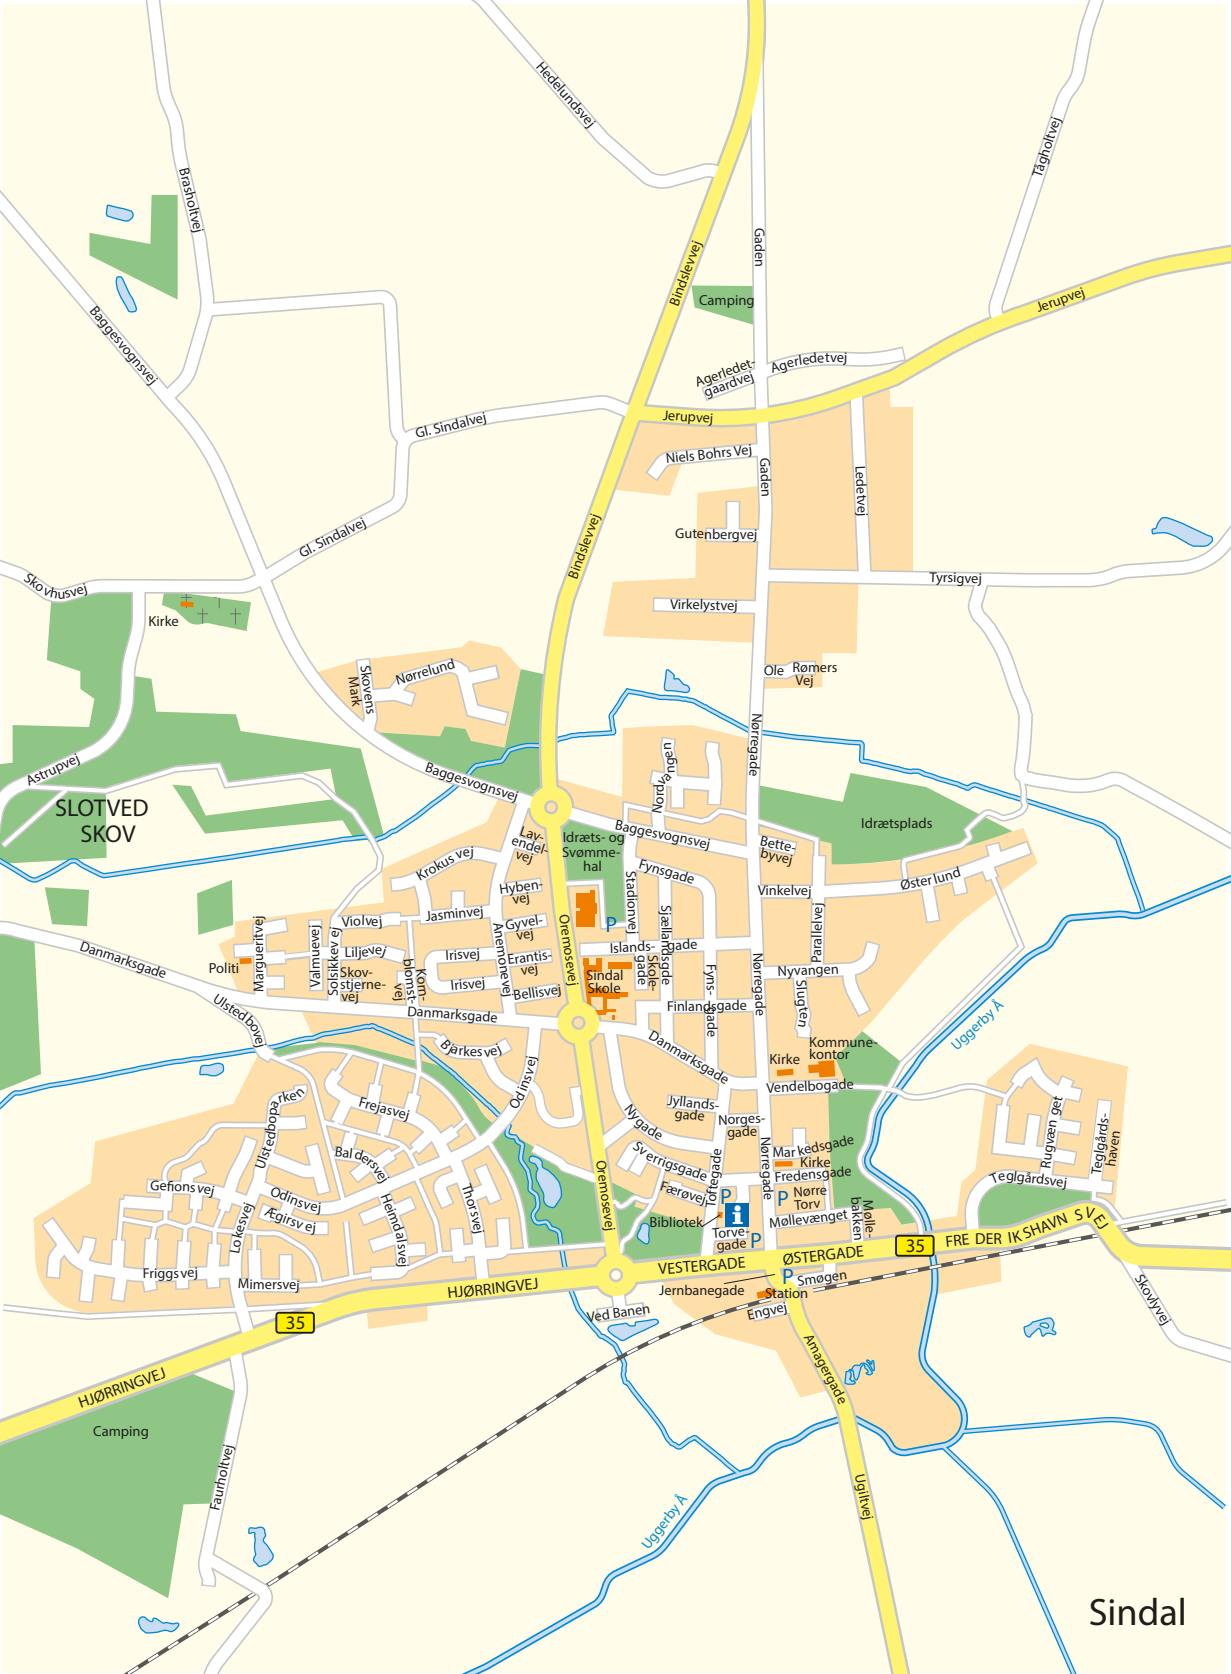 Hedelundsvej
Tågholtvej
Brasholtvej
Gaden
Bindslevvej
Camping
Jerupvej
Baggesvognsvej
Agerledet-
gaardvej
Agerledetvej
Jerupvej
Gl. Sindalvej
Niels Bohrs Vej
Gaden
Ledetvej
Gl. Sindalvej
Bindslevvej
Gutenbergvej
Skovhusvej
Tyrsigvej
Virkelystvej
Kirke
Skovens
Mark
Nørrelund
Ole Rømers
Vej
Nørregade
Astrupvej
Baggesvognsvej
Nordvangen
SLOTVED
SKOV
Idræts- og
Svømme-
hal
Baggesvognsvej
Idrætsplads
Lav-
endel-
vej
Bette-
byvej
Krokusvej
Fynsgade
Østerlund
Hyben-
vej
Stadionvej
Vinkelvej
Violvej
Jasminvej
Gyvel-
vej
Oremosevej
P
Sjællandsgde
Parallelvej
Margueritvej
Valmuevej
Solsikkevej
Liljevej
Irisvej
Anemonevej
Erantis-
vej
Islands-
gade
gade
Skole-
Danmarksgade
Politi
Skov-
stjerne-
vej
Korn-
blomst-
vej
Irisvej
Bellisvej
Sindal
Skole
Fyns-
gade
Nørregade
Nyvangen
Slugten
Ulstedbovej
Danmarksgade
Finlandsgade
Uggerby Å
Bjarkesvej
Odinsvej
Danmarksgade
Kirke
Kommune-
kontor
Vendelbogade
Ulstedboparken
Frejasvej
Nygade
Jyllands-
gade
Norges-
gade
Rugvænget
Teglgårds-
haven
Baldersvej
Sverrigsgade
Markedsgade
Kirke
Fredensgade
Teglgårdsvej
Gefionsvej
Odinsvej
Thorsvej
Oremosevej
Færøvej
Toftegade
Nørregade
P
P
Nørre
Torv
Ægirsvej
Heimdalsvej
Lokesvej
Bibliotek
i
Møllevænget
Mølle-
bakken
Torve-
gade
P
Friggsvej
Mimersvej
VESTERGADE
ØSTERGADE
35
FREDERIKSHAVNSVEJ
HJØRRINGVEJ
Jernbanegade
P
Smøgen
Station
35
Ved Banen
Engvej
Skovlyvej
HJØRRINGVEJ
Amagergade
Camping
Faurholtvej
Ugiltvej
Uggerby Å
Sindal